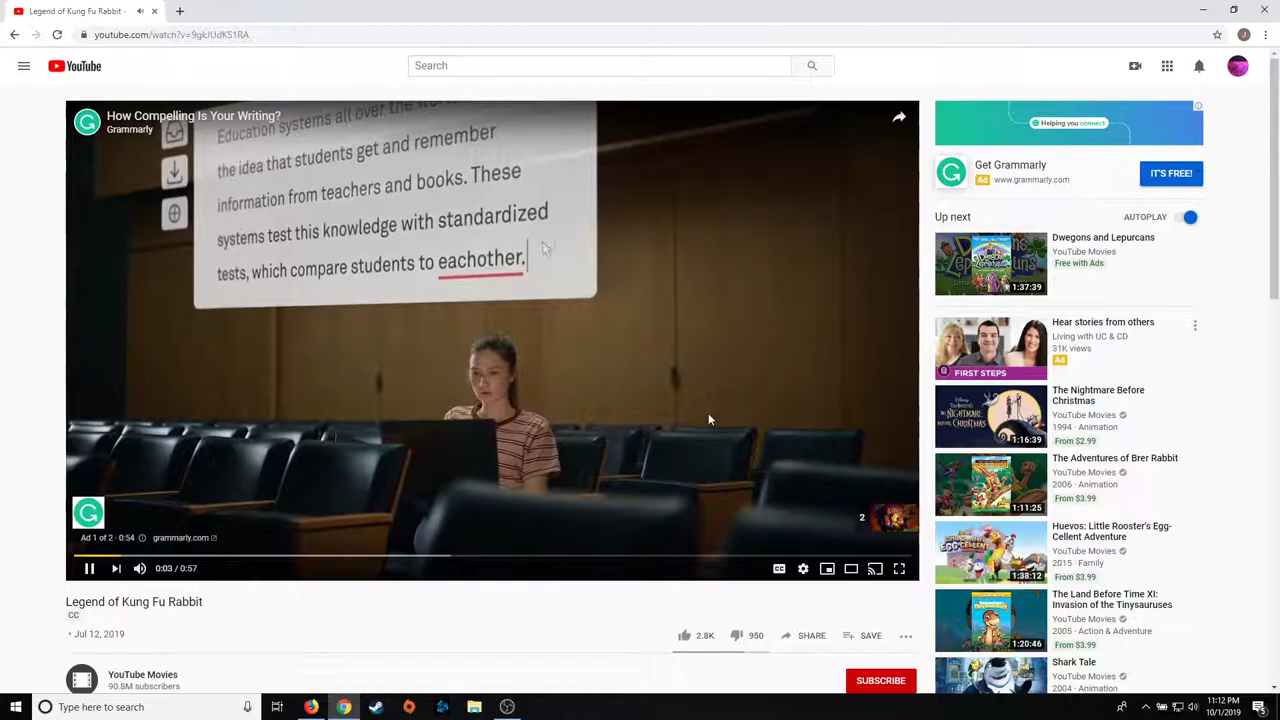 Legend of Kung Fu Rabbit -
youtube.com/watch?v=9gkJUdKS1RA
J
YouTube
Search
How Compelling Is Your Writing?
Grammarly
the idea that students get and remember
information from teachers and books. These
systems test this knowledge with standardized
tests, which compare students to eachother.
2
Ad 1 of 2 · 0:54
grammarly.com
0:03 / 0:57
CC
Legend of Kung Fu Rabbit
CC
• Jul 12, 2019
2.8K
950
SHARE
SAVE
YouTube Movies
90.8M subscribers
SUBSCRIBE
Helping you connect
Get Grammarly
Ad www.grammarly.com
IT'S FREE!
Up next
AUTOPLAY
Dwegons and Lepurcans
YouTube Movies
Free with Ads
1:37:39
Hear stories from others
Living with UC & CD
31K views
Ad
FIRST STEPS
The Nightmare Before
Christmas
YouTube Movies
1994 · Animation
From $2.99
1:16:39
The Adventures of Brer Rabbit
YouTube Movies
2006 · Animation
From $3.99
1:11:25
Huevos: Little Rooster's Egg-
Cellent Adventure
YouTube Movies
2015 · Family
From $3.99
1:38:12
The Land Before Time XI:
Invasion of the Tinysauruses
YouTube Movies
2005 · Action & Adventure
From $3.99
1:20:46
Shark Tale
YouTube Movies
2004 · Animation
Type here to search
11:12 PM
10/1/2019
5